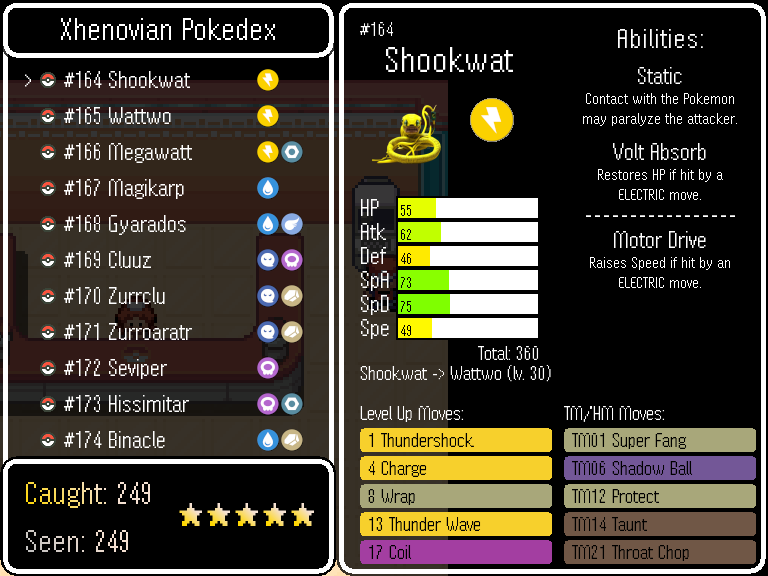 Xhenovian Pokedex
> #164 Shookwat
#165 Wattwo
#166 Megawatt
#167 Magikarp
#168 Gyarados
#169 Cluuz
#170 Zurrclu
#171 Zurroaratr
#172 Seviper
#173 Hissimitar
#174 Binacle
Caught: 249
Seen: 249
#164
Shookwat
HP 55
Atk 62
Def 46
SpA 73
SpD 75
Spe 49
Total: 360
Shookwat -> Wattwo (lv. 30)
Abilities:
Static
Contact with the Pokemon
may paralyze the attacker.
Volt Absorb
Restores HP if hit by a
ELECTRIC move.
Motor Drive
Raises Speed if hit by an
ELECTRIC move.
Level Up Moves:
1 Thundershock
4 Charge
8 Wrap
13 Thunder Wave
17 Coil
TM/HM Moves:
TM01 Super Fang
TM06 Shadow Ball
TM12 Protect
TM14 Taunt
TM21 Throat Chop